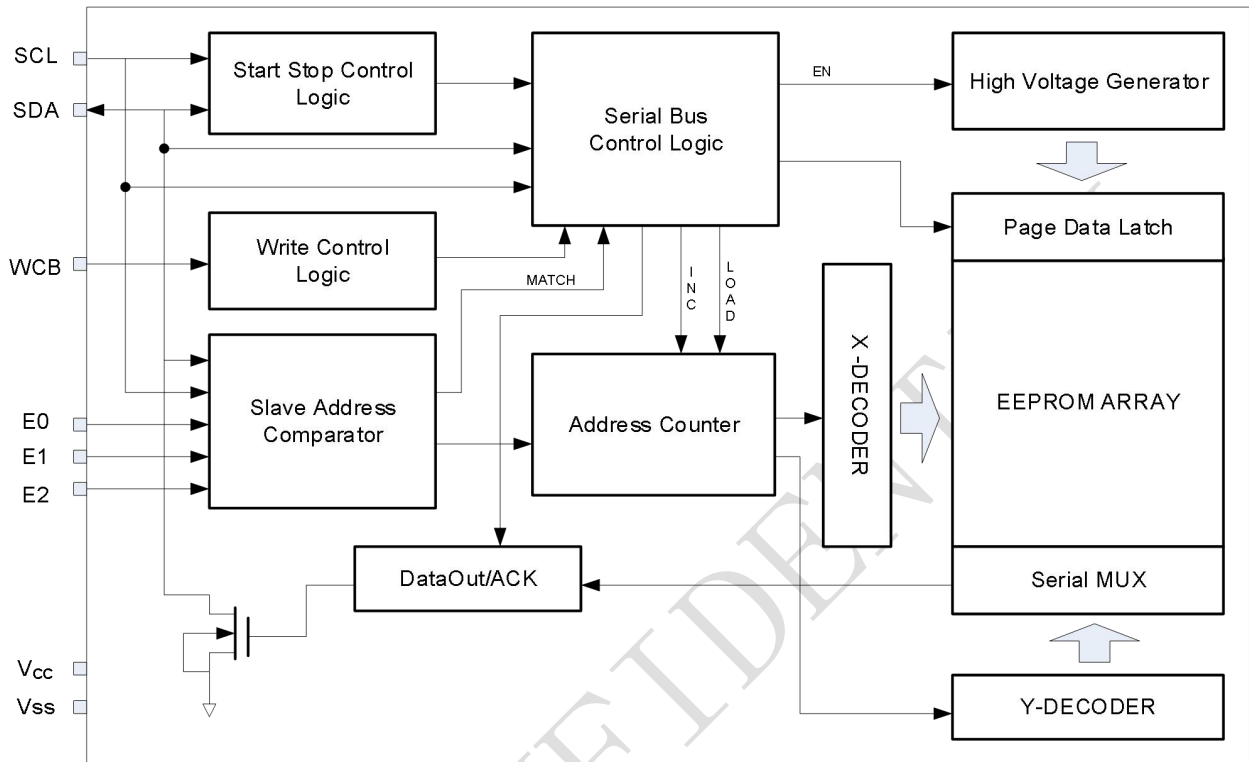 SCL
SDA
WCB
E0
E1
E2
Vcc
Vss
Start Stop Control
Logic
Write Control
Logic
Slave Address
Comparator
Serial Bus
Control Logic
EN
High Voltage Generator
MATCH
INC
LOAD
Address Counter
DataOut/ACK
X-DECODER
Page Data Latch
EEPROM ARRAY
Serial MUX
Y-DECODER